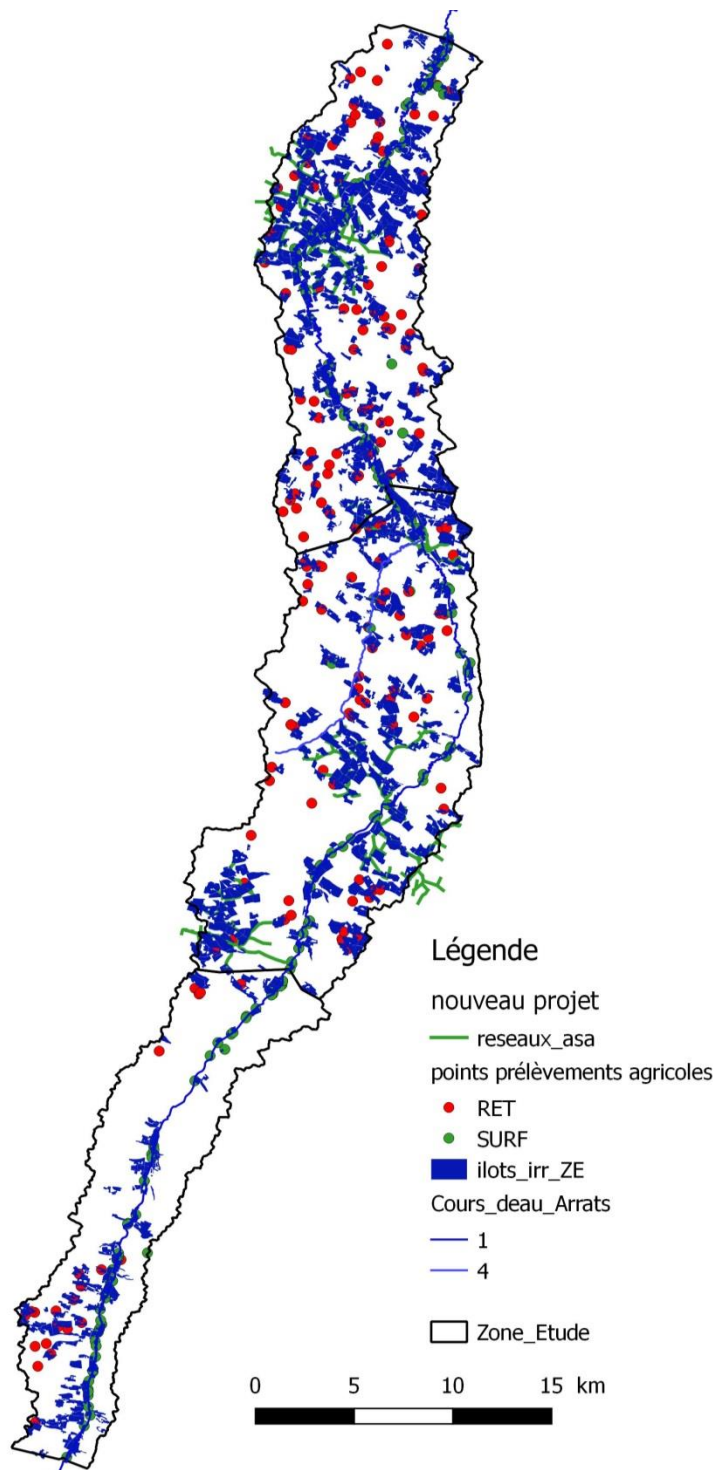 Légende
nouveau projet
reseaux_asa
points prélèvements agricoles
RET
SURF
ilots_irr_ZE
Cours_deau_Arrats
1
4
Zone_Etude
0 5 10 15 km